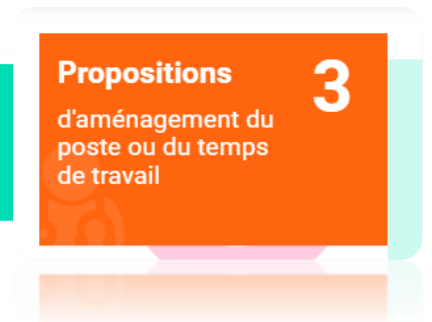 Propositions
3
d'aménagement du
poste ou du temps
de travail